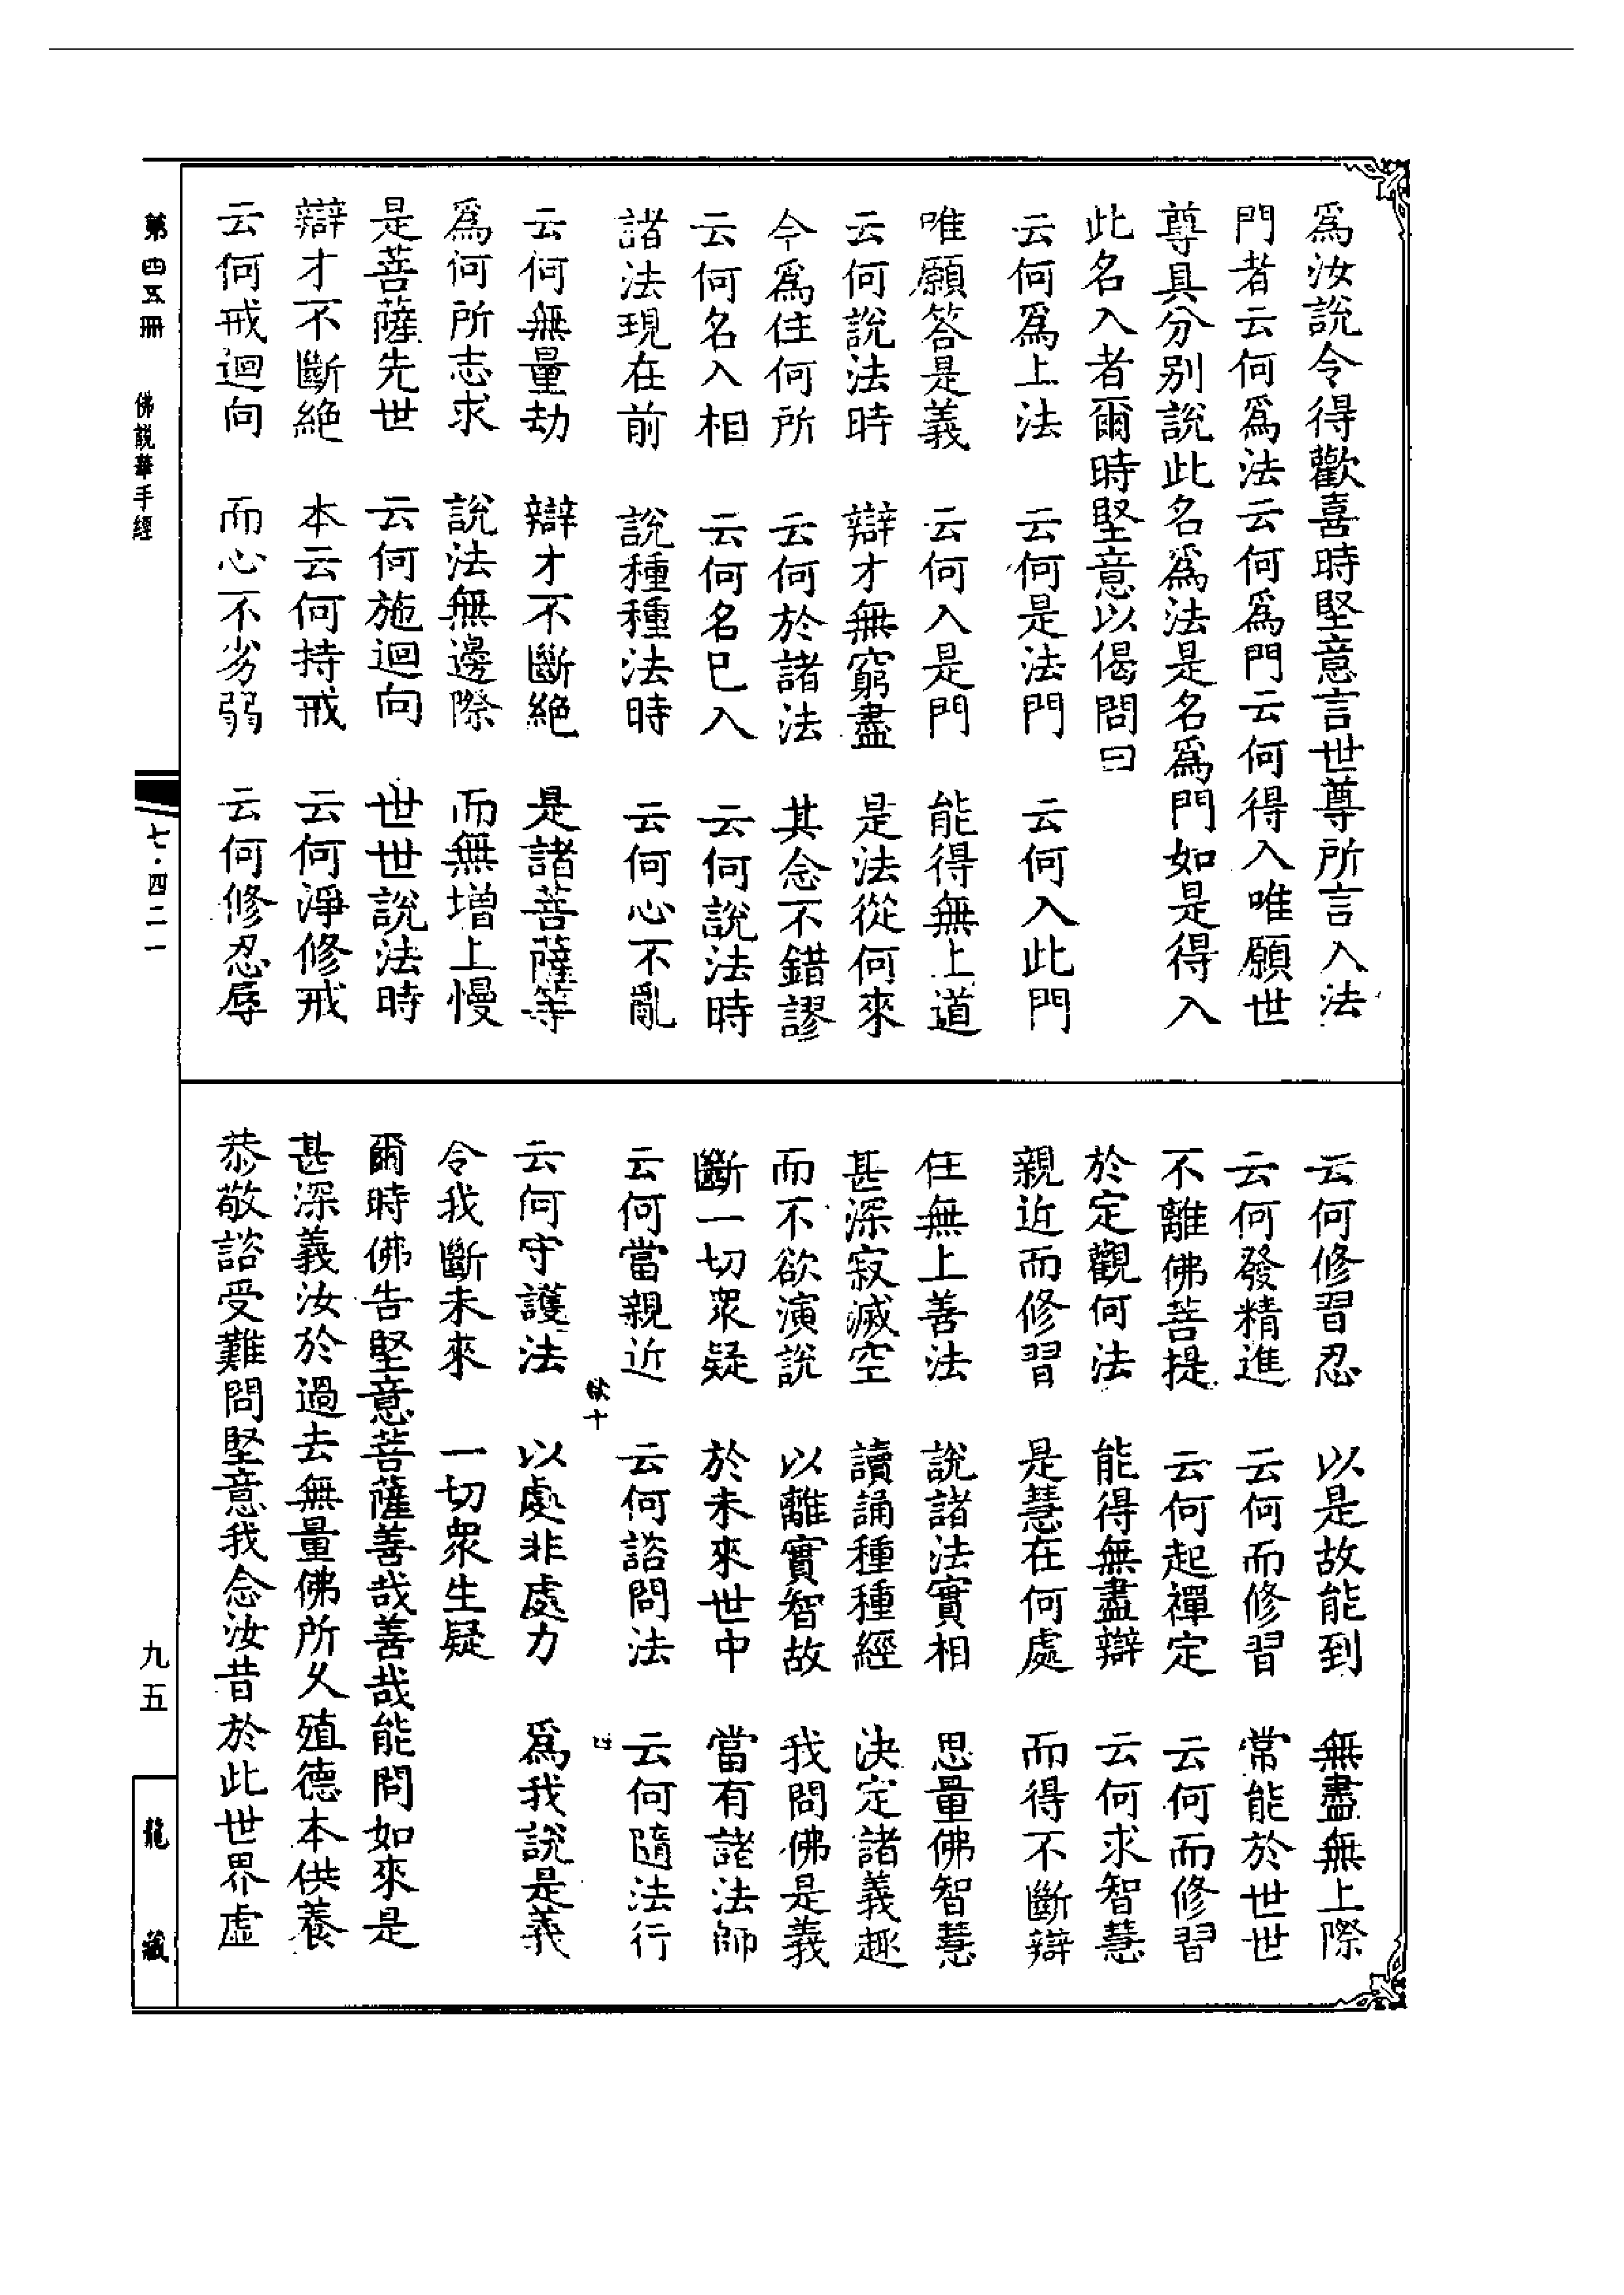 爲汝說令得歡喜時堅意言世尊所言入法
門者云何爲法云何爲門云何得入唯願世
尊具分別說此名爲法是名爲門如是得入
此名入者爾時堅意以偈問曰
云何爲上法　云何是法門　云何入此門
唯願答是義　云何入是門　能得無上道
云何說法時　辯才無窮盡　是法從何來
今爲住何所　云何於諸法　其念不錯謬
云何名入相　云何名已入　云何說法時
諸法現在前　說種種法時　云何心不亂
云何無量劫　辯才不斷絕　是諸菩薩等
爲何所志求　說法無邊際　而無增上慢
是菩薩先世　云何施迴向　世世說法時
辯才不斷絕　本云何持戒　云何淨修戒
云何戒迴向　而心不劣弱　云何修忍辱
云何修習忍　以是故能到　無盡無上際
云何發精進　云何而修習　常能於世世
不離佛菩提　云何起禪定　云何而修習
於定觀何法　能得無盡辯　云何求智慧
親近而修習　是慧在何處　而得不斷辯
住無上善法　說諸法實相　思量佛智慧
甚深寂滅空　讀誦種種經　決定諸義趣
而不欲演說　以離實智故　我問佛是義
斷一切眾疑　於未來世中　當有諸法師
云何當親近　云何諮問法　云何隨法行
云何守護法　以處非處力　爲我說是義
令我斷未來　一切眾生疑
爾時佛告堅意菩薩善哉善哉能問如來是
甚深義汝於過去無量佛所久殖德本供養
恭敬諮受難問堅意我念汝昔於此世界虛
第四五冊　佛說華手經　七·四二一　九五　龍藏